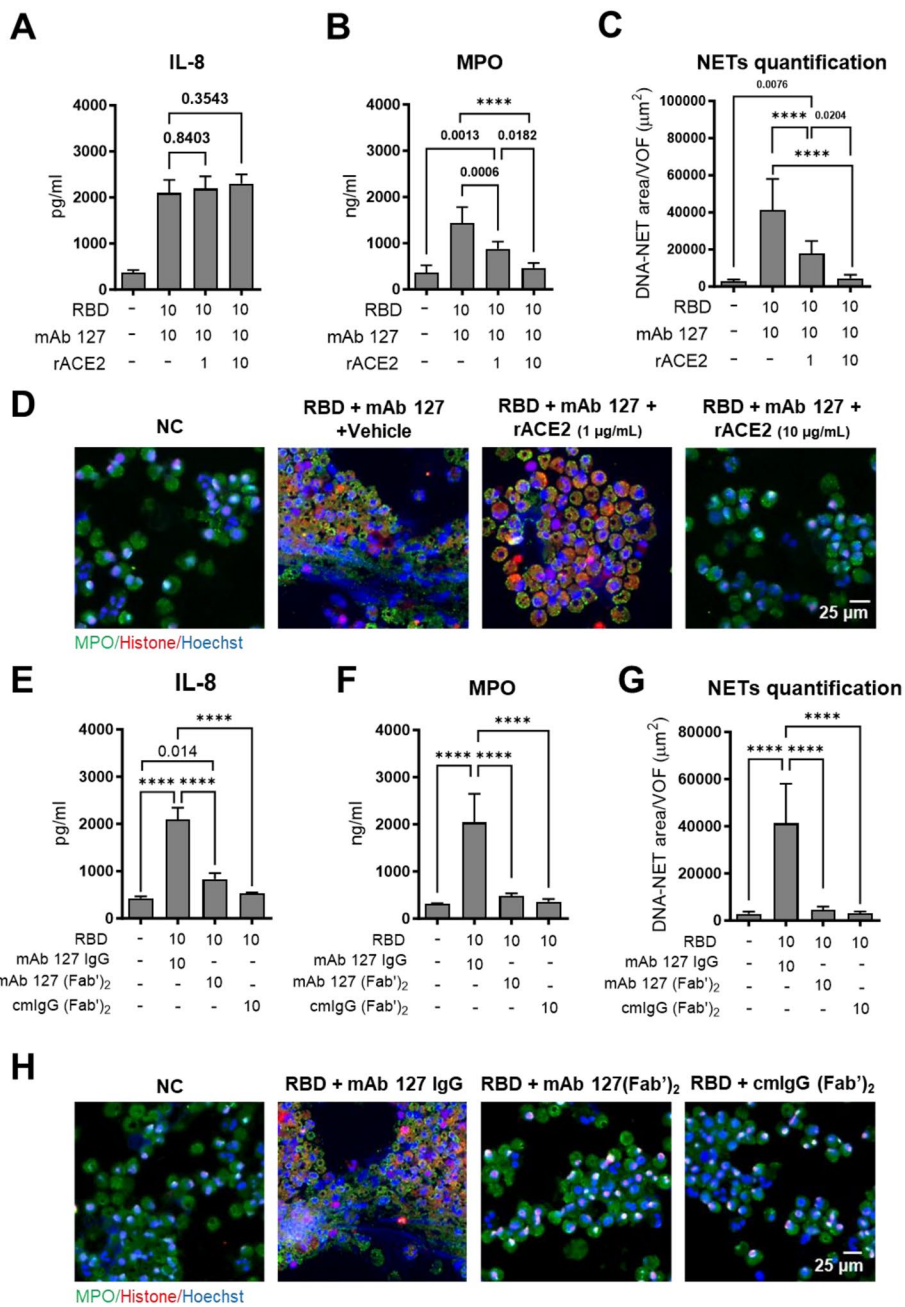 A
IL-8
4000
3000
2000
1000
0
pg/ml
0.3543
0.8403
RBD - 10 10 10
mAb 127 - 10 10 10
rACE2 - - 1 10
B
MPO
4000
3000
2000
1000
0
ng/ml
****
0.0013 0.0182
0.0006
- 10 10 10
- 10 10 10
- - 1 10
C
NETs quantification
100000
80000
60000
40000
20000
0
DNA-NET area/VOF (µm²)
0.0076
**** 0.0204
****
RBD - 10 10 10
mAb 127 - 10 10 10
rACE2 - - 1 10
D
NC
RBD + mAb 127
+Vehicle
RBD + mAb 127 +
rACE2 (1 µg/mL)
RBD + mAb 127 +
rACE2 (10 µg/mL)
25 µm
MPO/Histone/Hoechst
E
IL-8
4000
3000
2000
1000
0
pg/ml
****
0.014
**** ****
RBD - 10 10 10
mAb 127 IgG - 10 - -
mAb 127 (Fab')₂ - - 10 -
cmIgG (Fab')₂ - - - 10
F
MPO
4000
3000
2000
1000
0
ng/ml
****
**** ****
RBD - 10 10 10
mAb 127 IgG - 10 - -
mAb 127 (Fab')₂ - - 10 -
cmIgG (Fab')₂ - - - 10
G
NETs quantification
80000
60000
40000
20000
0
DNA-NET area/VOF (µm²)
****
**** ****
RBD - 10 10 10
mAb 127 IgG - 10 - -
mAb 127 (Fab')₂ - - 10 -
cmIgG (Fab')₂ - - - 10
H
NC
RBD + mAb 127 IgG
RBD + mAb 127(Fab')₂
RBD + cmIgG (Fab')₂
25 µm
MPO/Histone/Hoechst